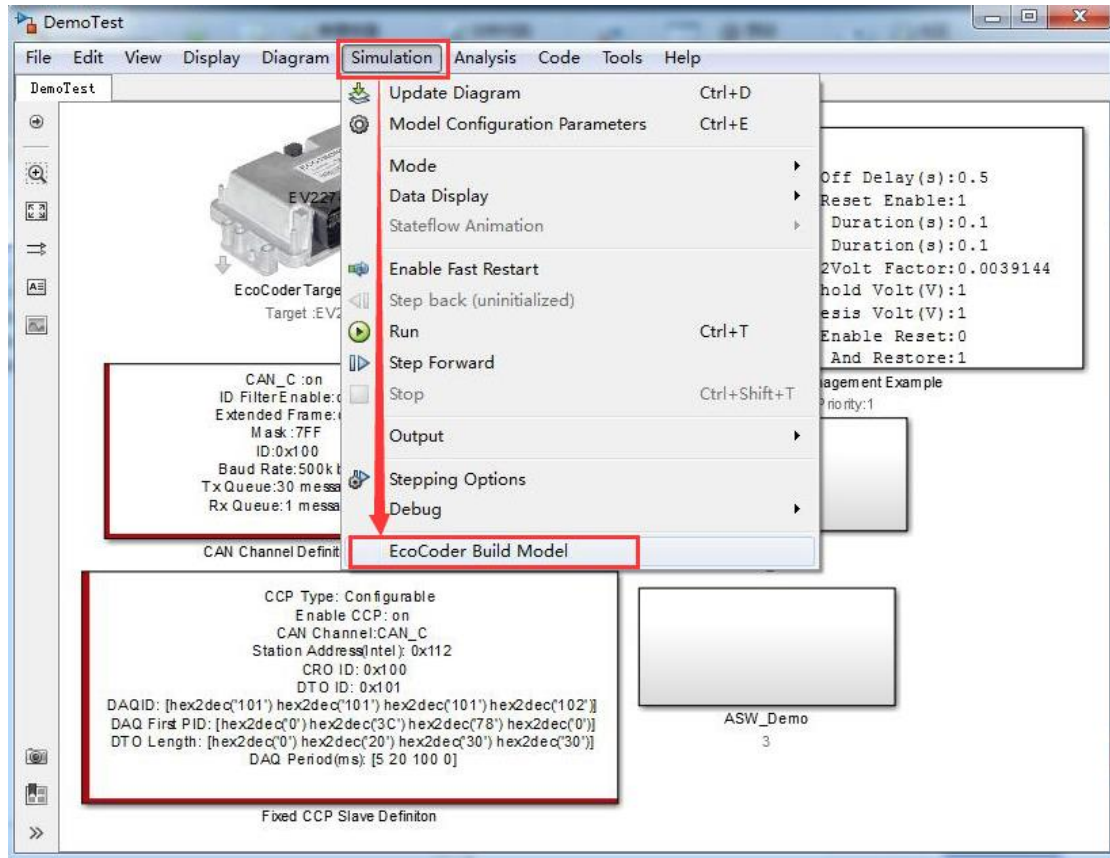 DemoTest
File Edit View Display Diagram Simulation Analysis Code Tools Help
DemoTest
Update Diagram Ctrl+D
Model Configuration Parameters Ctrl+E
Mode
Data Display
Stateflow Animation
Enable Fast Restart
Step back (uninitialized)
Run Ctrl+T
Step Forward
Stop Ctrl+Shift+T
Output
Stepping Options
Debug
EcoCoder Build Model
EV227
EcoCoder Targe
Target :EV2
Off Delay(s):0.5
Reset Enable:1
Duration(s):0.1
Duration(s):0.1
2Volt Factor:0.0039144
hold Volt(V):1
esis Volt(V):1
Enable Reset:0
And Restore:1
agement Example
Priority:1
CAN_C :on
ID FilterEnable:
Extended Frame:
Mask :7FF
ID:0x100
Baud Rate:500k
Tx Queue:30 messa
Rx Queue:1 messa
CAN Channel Definit
CCP Type: Configurable
Enable CCP: on
CAN Channel:CAN_C
Station Address(Intel): 0x112
CRO ID: 0x100
DTO ID: 0x101
DAQID: [hex2dec('101') hex2dec('101') hex2dec('101') hex2dec('102')]
DAQ First PID: [hex2dec('0') hex2dec('3C') hex2dec('78') hex2dec('0')]
DTO Length: [hex2dec('0') hex2dec('20') hex2dec('30') hex2dec('30')]
DAQ Period(ms): [5 20 100 0]
Fixed CCP Slave Definiton
ASW_Demo
3